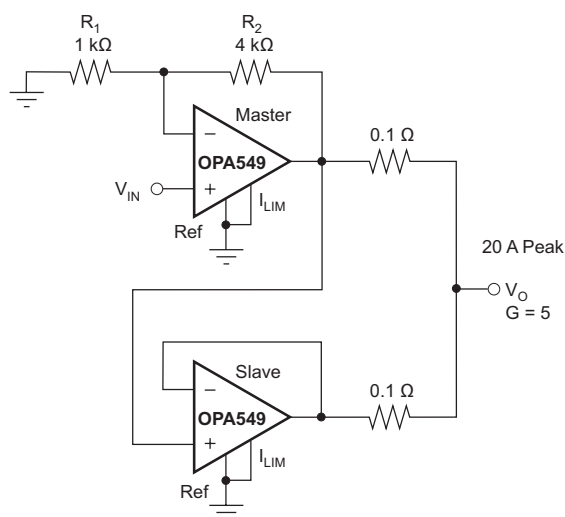 R1
1 kΩ
R2
4 kΩ
Master
−
OPA549
+
VIN
ILIM
Ref
0.1 Ω
20 A Peak
VO
G = 5
Slave
−
OPA549
+
ILIM
Ref
0.1 Ω